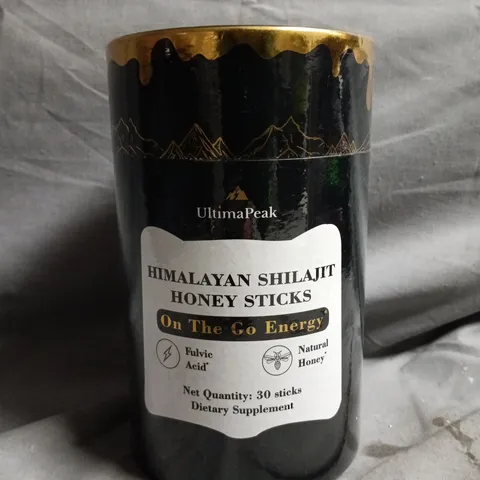 UltimaPeak
HIMALAYAN SHILAJIT
HONEY STICKS
On The Go Energy*
Fulvic
Acid*
Natural
Honey*
Net Quantity: 30 sticks
Dietary Supplement